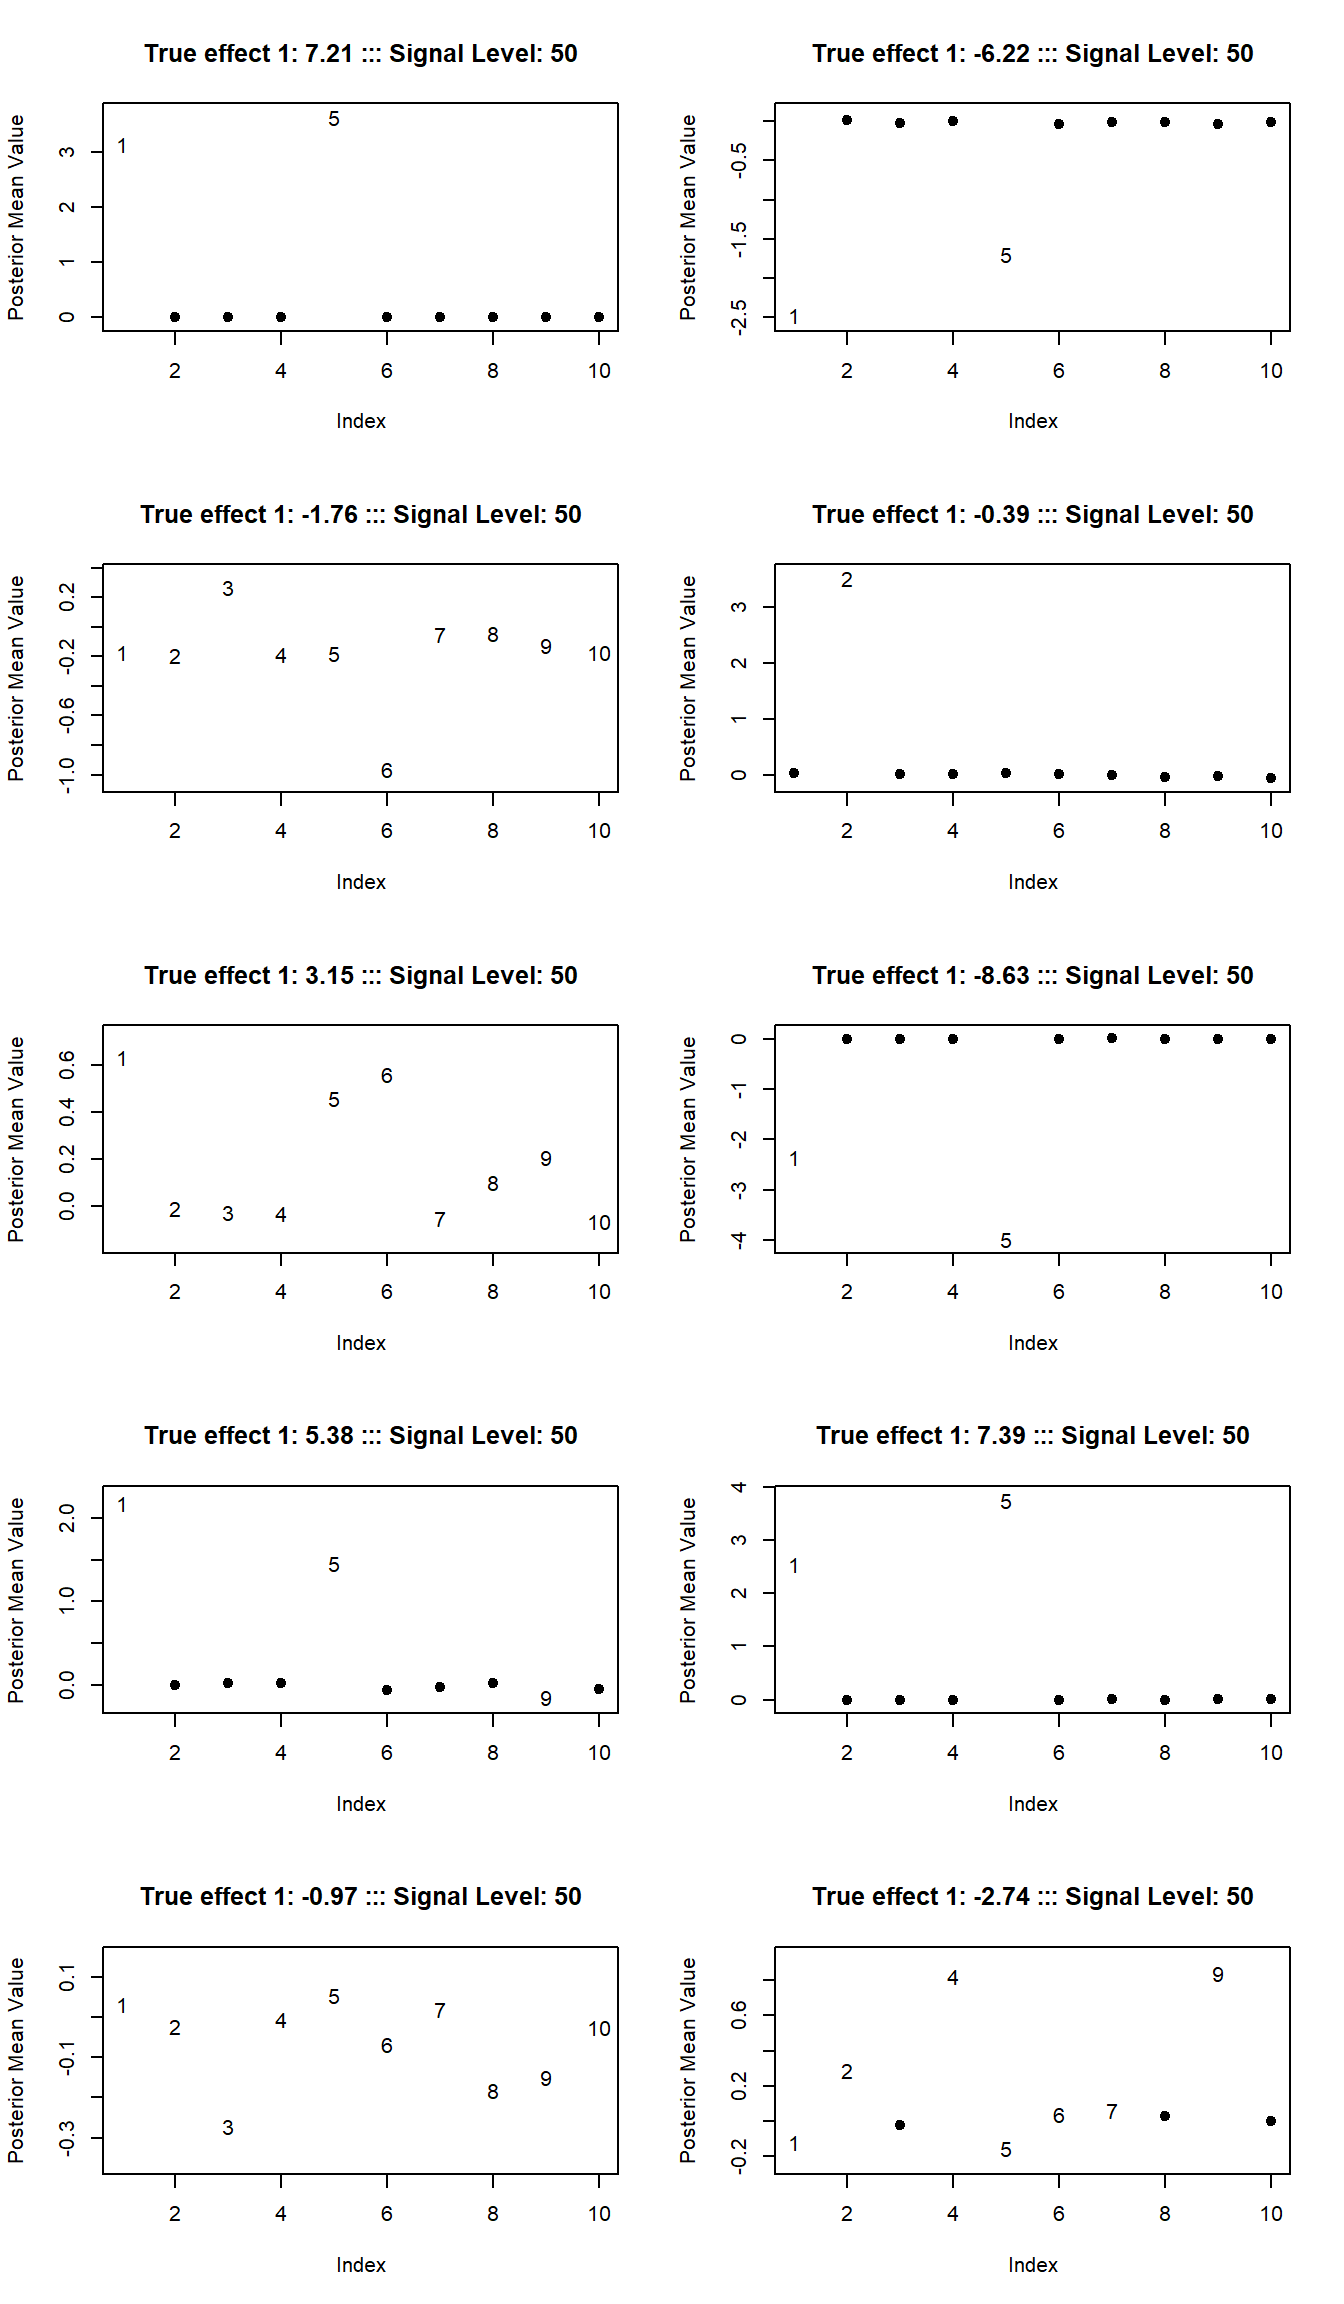 True effect 1: 7.21 ::: Signal Level: 50
Posterior Mean Value
3
2
1
0
1
5
2 4 6 8 10
Index
True effect 1: -6.22 ::: Signal Level: 50
Posterior Mean Value
-0.5
-1.5
-2.5
1
5
2 4 6 8 10
Index
True effect 1: -1.76 ::: Signal Level: 50
Posterior Mean Value
0.2
-0.2
-0.6
-1.0
1 2 3 4 5 6 7 8 9 10
2 4 6 8 10
Index
True effect 1: -0.39 ::: Signal Level: 50
Posterior Mean Value
3
2
1
0
2
2 4 6 8 10
Index
True effect 1: 3.15 ::: Signal Level: 50
Posterior Mean Value
0.6
0.4
0.2
0.0
1 2 3 4 5 6 7 8 9 10
2 4 6 8 10
Index
True effect 1: -8.63 ::: Signal Level: 50
Posterior Mean Value
0
-1
-2
-3
-4
1
5
2 4 6 8 10
Index
True effect 1: 5.38 ::: Signal Level: 50
Posterior Mean Value
2.0
1.0
0.0
1
5
9
2 4 6 8 10
Index
True effect 1: 7.39 ::: Signal Level: 50
Posterior Mean Value
4
3
2
1
0
1
5
2 4 6 8 10
Index
True effect 1: -0.97 ::: Signal Level: 50
Posterior Mean Value
0.1
-0.1
-0.3
1 2 3 4 5 6 7 8 9 10
2 4 6 8 10
Index
True effect 1: -2.74 ::: Signal Level: 50
Posterior Mean Value
0.6
0.2
-0.2
1 2 4 5 6 7 9
2 4 6 8 10
Index